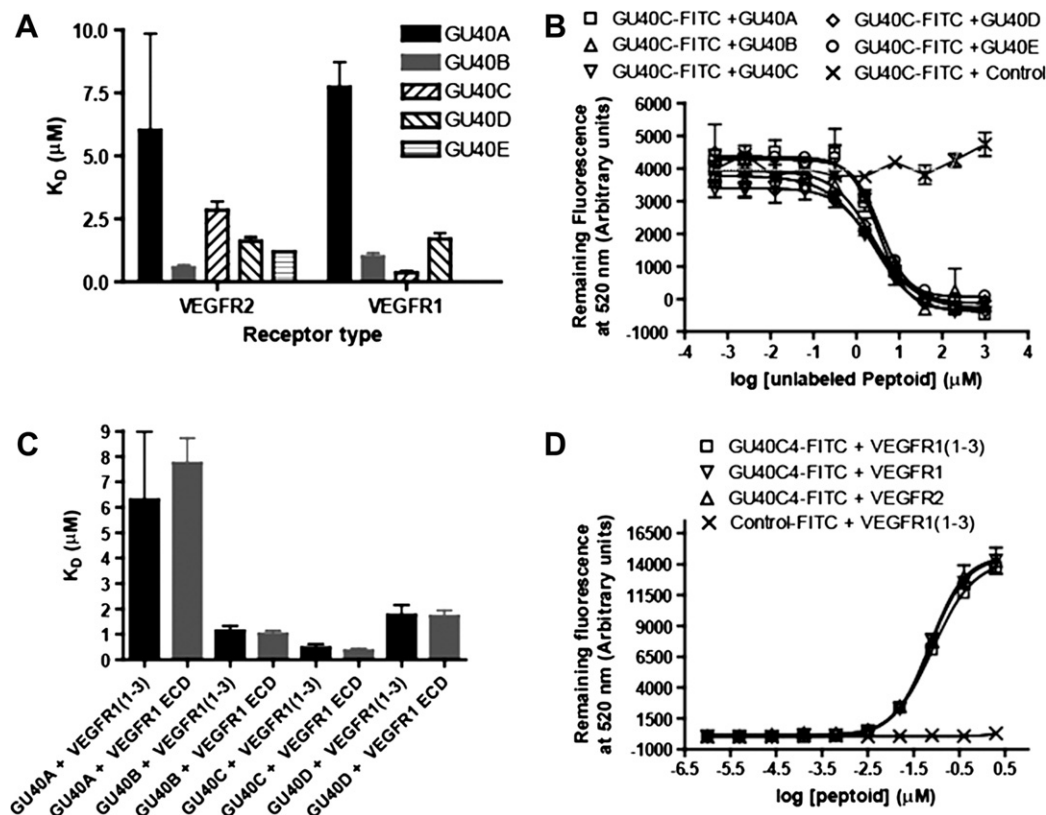 A
10.0
7.5
5.0
2.5
0.0
K_D (μM)
VEGFR2
VEGFR1
Receptor type
GU40A
GU40B
GU40C
GU40D
GU40E
B
GU40C-FITC +GU40A
GU40C-FITC +GU40B
GU40C-FITC +GU40C
GU40C-FITC +GU40D
GU40C-FITC +GU40E
GU40C-FITC + Control
Remaining Fluorescence
at 520 nm (Arbitrary units)
6000
5000
4000
3000
2000
1000
0
-1000
-4
-3
-2
-1
0
1
2
3
4
log [unlabeled Peptoid] (μM)
C
9
8
7
6
5
4
3
2
1
0
K_D (μM)
GU40A + VEGFR1(1-3)
GU40A + VEGFR1 ECD
GU40B + VEGFR1(1-3)
GU40B + VEGFR1 ECD
GU40C + VEGFR1(1-3)
GU40C + VEGFR1 ECD
GU40D + VEGFR1(1-3)
GU40D + VEGFR1 ECD
D
GU40C4-FITC + VEGFR1(1-3)
GU40C4-FITC + VEGFR1
GU40C4-FITC + VEGFR2
Control-FITC + VEGFR1(1-3)
Remaining fluorescence
at 520 nm (Arbitrary units)
16500
14000
11500
9000
6500
4000
1500
-1000
-6.5
-5.5
-4.5
-3.5
-2.5
-1.5
-0.5
0.5
log [peptoid] (μM)